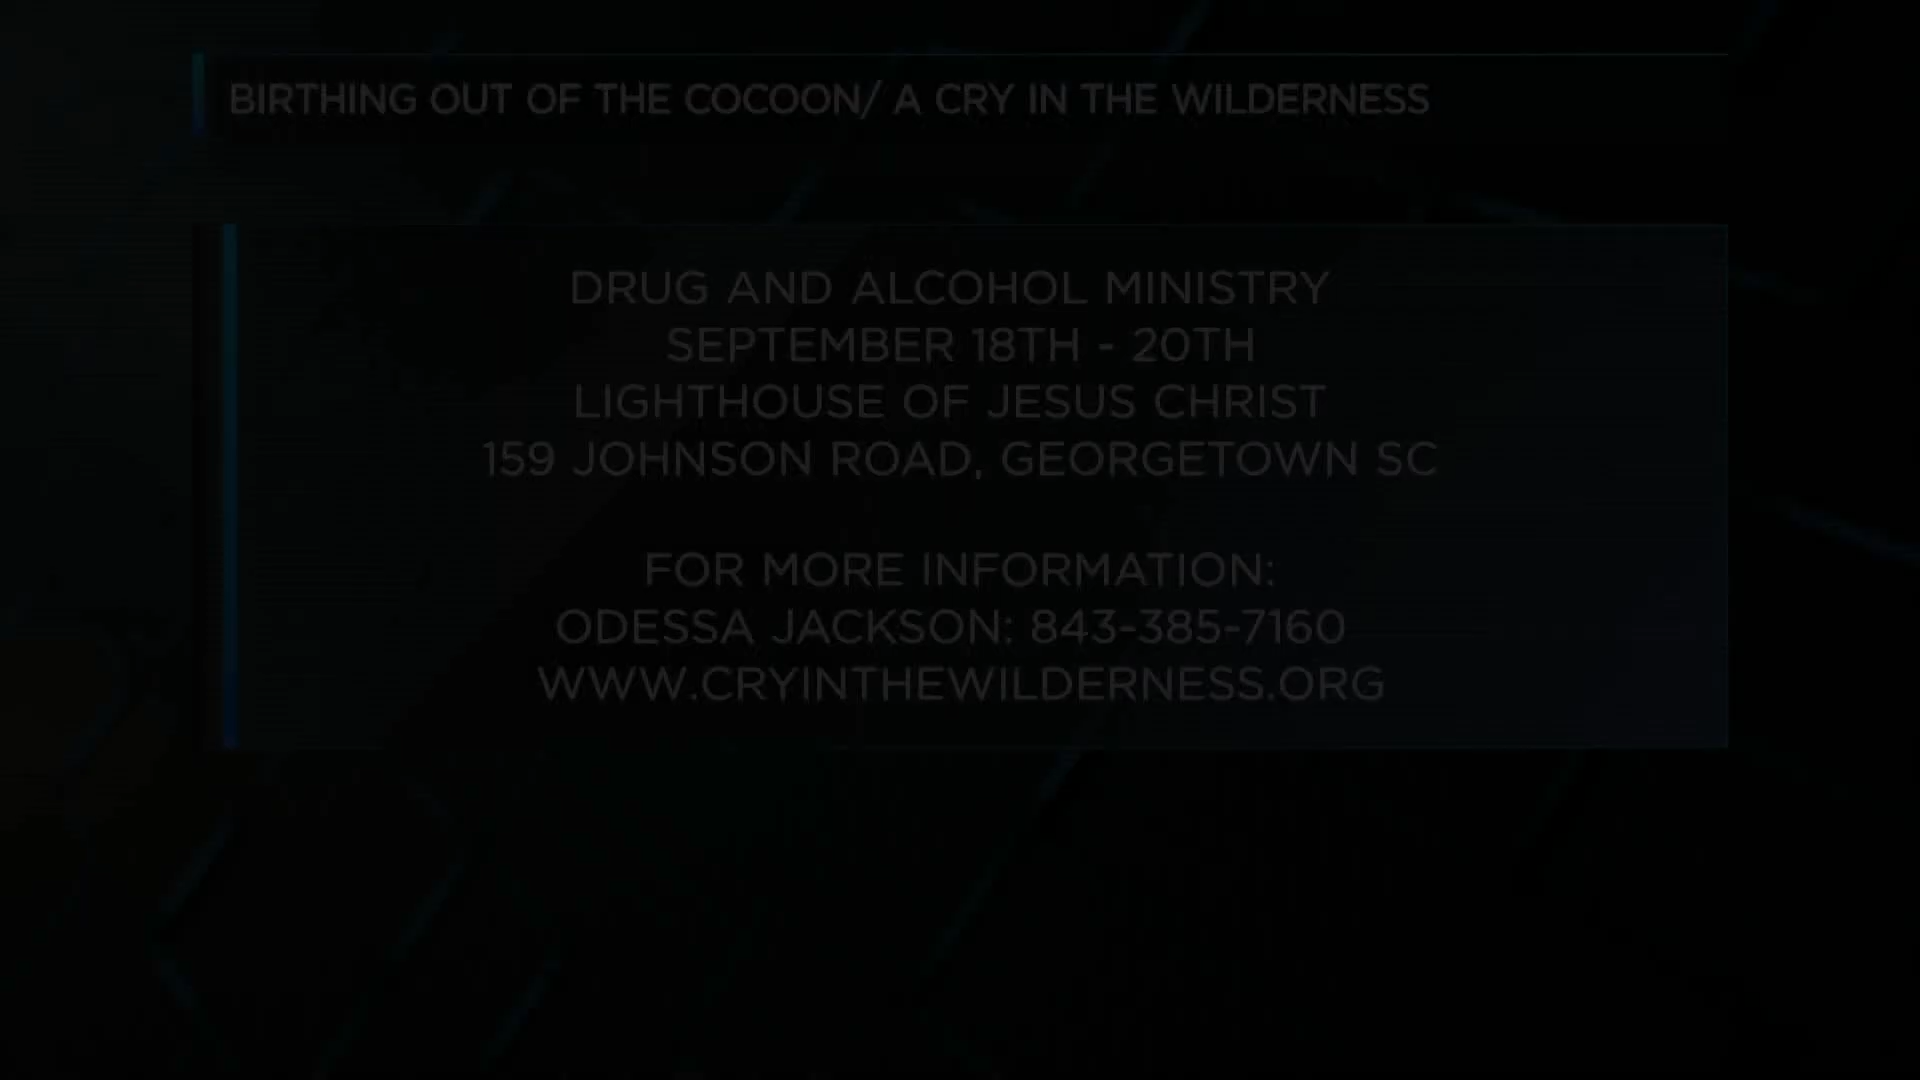 BIRTHING OUT OF THE COCOON/ A CRY IN THE WILDERNESS
DRUG AND ALCOHOL MINISTRY
SEPTEMBER 18TH - 20TH
LIGHTHOUSE OF JESUS CHRIST
159 JOHNSON ROAD, GEORGETOWN SC
FOR MORE INFORMATION:
ODESSA JACKSON: 843-385-7160
WWW.CRYINTHEWILDERNESS.ORG